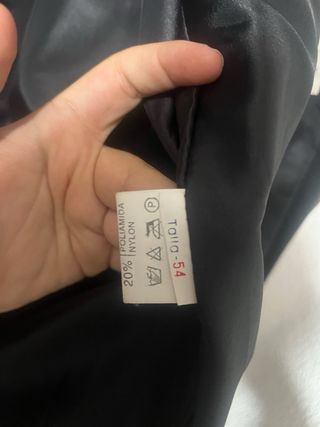 20% POLIAMIDA
NYLON
P
Talla - 54